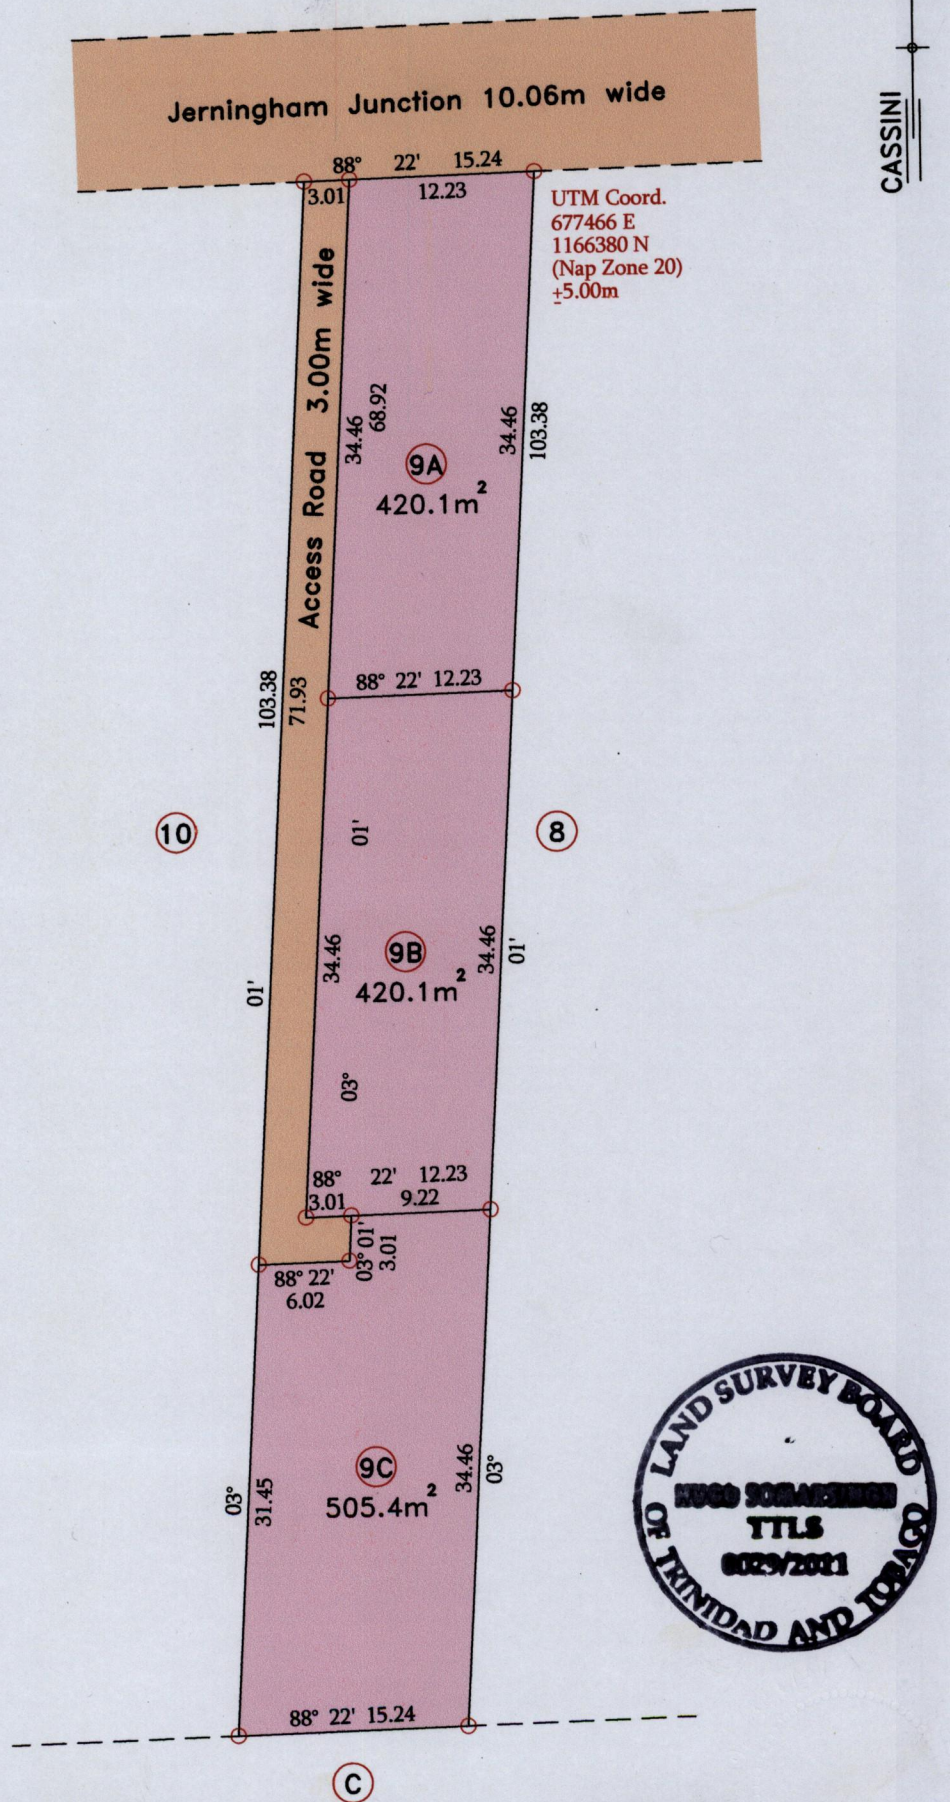 Jerningham Junction 10.06m wide
CASSINI
88° 22' 15.24
3.01 12.23
UTM Coord.
677466 E
1166380 N
(Nap Zone 20)
±5.00m
Access Road 3.00m wide
34.46
68.92
34.46
103.38
9A
420.1m²
88° 22' 12.23
103.38
71.93
10
01'
8
01'
34.46
9B
420.1m²
34.46
01'
03°
88° 22' 12.23
3.01 9.22
03° 01'
3.01
88° 22'
6.02
9C
505.4m²
03°
31.45
34.46
03°
LAND SURVEY BOARD
TTLS
0029/2011
OF TRINIDAD AND TOBAGO
88° 22' 15.24
C